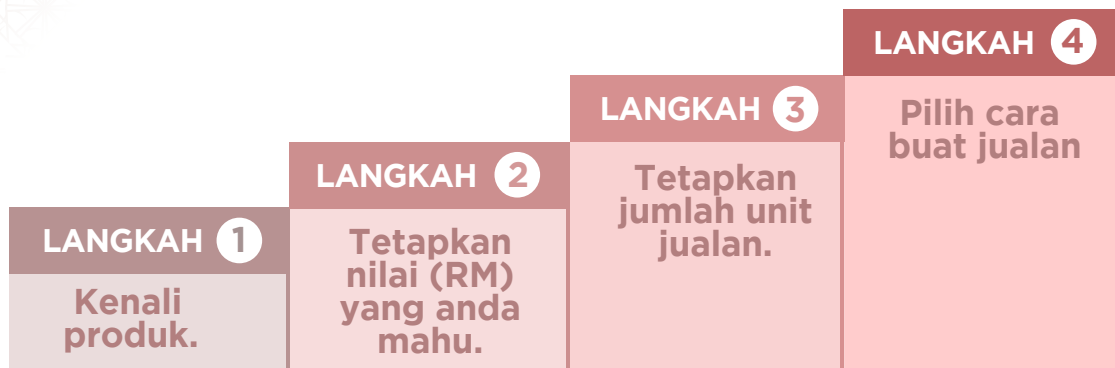 LANGKAH 1
Kenali
produk.
LANGKAH 2
Tetapkan
nilai (RM)
yang anda
mahu.
LANGKAH 3
Tetapkan
jumlah unit
jualan.
LANGKAH 4
Pilih cara
buat jualan